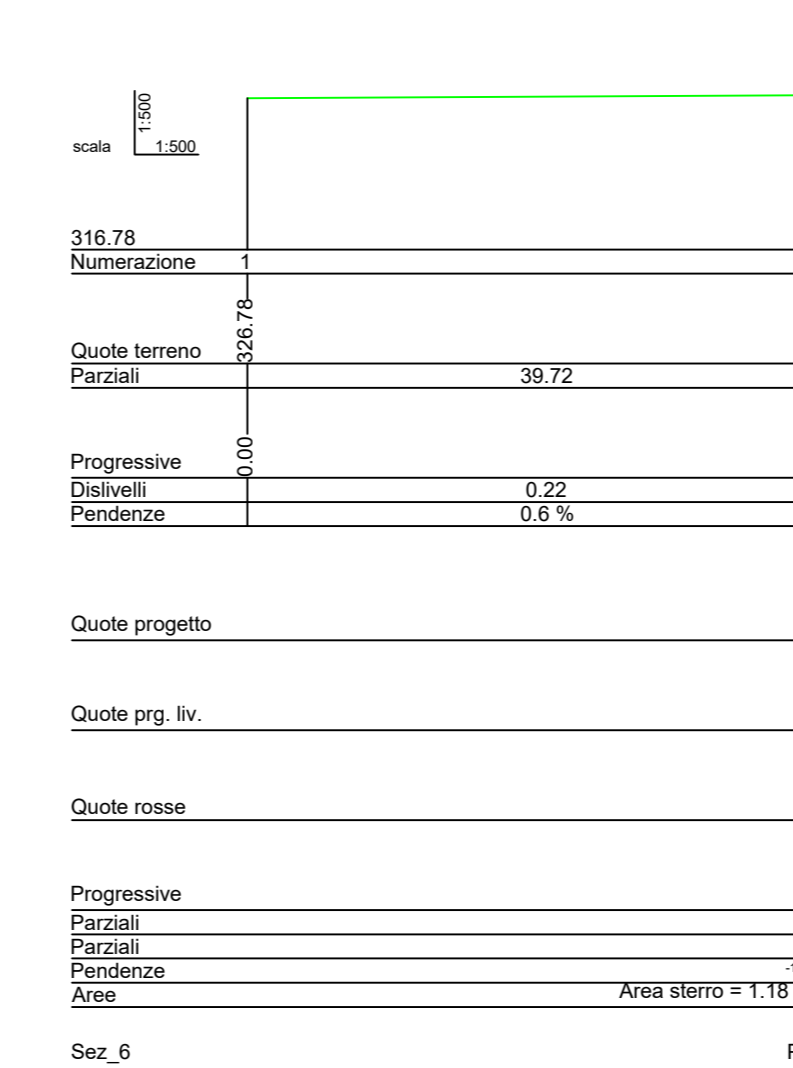 1:500
scala 1:500
316.78
Numerazione 1
326.78
Quote terreno
Parziali 39.72
0.00
Progressive
Dislivelli 0.22
Pendenze 0.6 %
Quote progetto
Quote prg. liv.
Quote rosse
Progressive
Parziali
Parziali
Pendenze
Aree Area sterro = 1.18
Sez_6